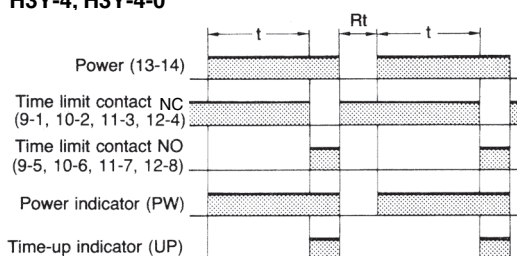 H3Y-4, H3Y-4-0
Rt
t
t
Power (13-14)
Time limit contact NC
(9-1, 10-2, 11-3, 12-4)
Time limit contact NO
(9-5, 10-6, 11-7, 12-8)
Power indicator (PW)
Time-up indicator (UP)